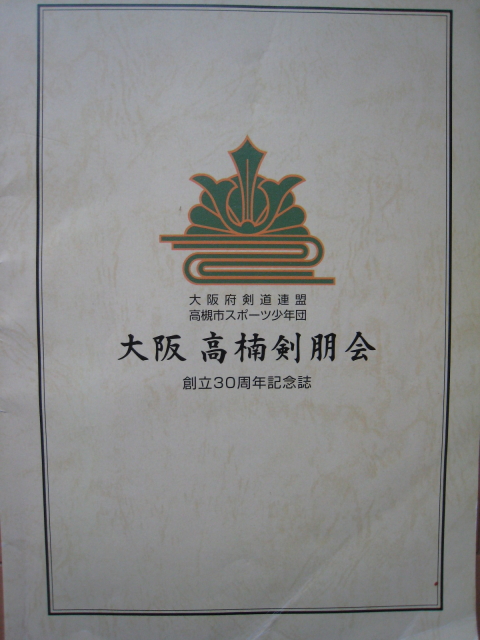 大阪府剣道連盟
高槻市スポーツ少年団
大阪 高楠剣朋会
創立30周年記念誌